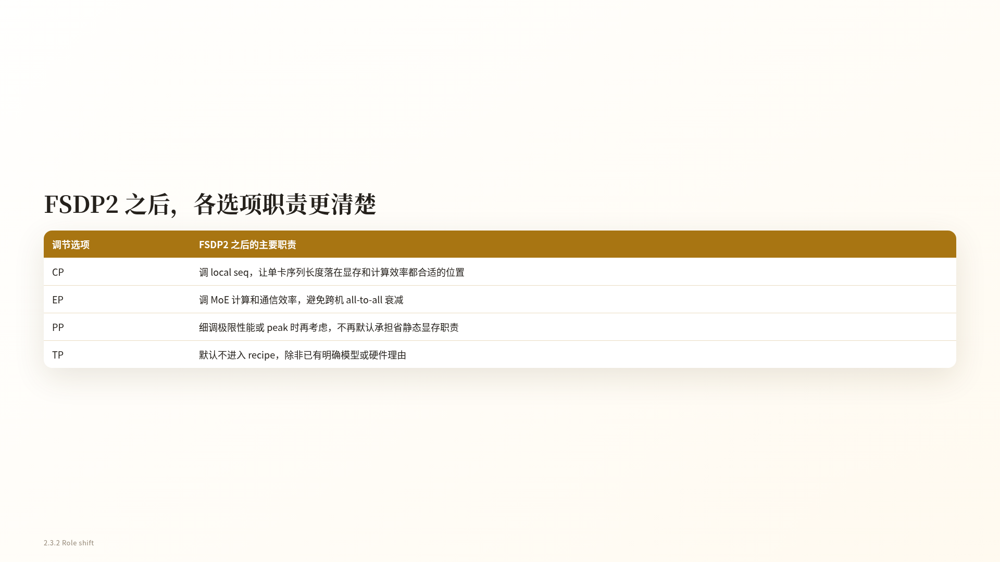 FSDP2 之后，各选项职责更清楚
调节选项 FSDP2 之后的主要职责
CP 调 local seq，让单卡序列长度落在显存和计算效率都合适的位置
EP 调 MoE 计算和通信效率，避免跨机 all-to-all 衰减
PP 细调极限性能或 peak 时再考虑，不再默认承担省静态显存职责
TP 默认不进入 recipe，除非已有明确模型或硬件理由
2.3.2 Role shift